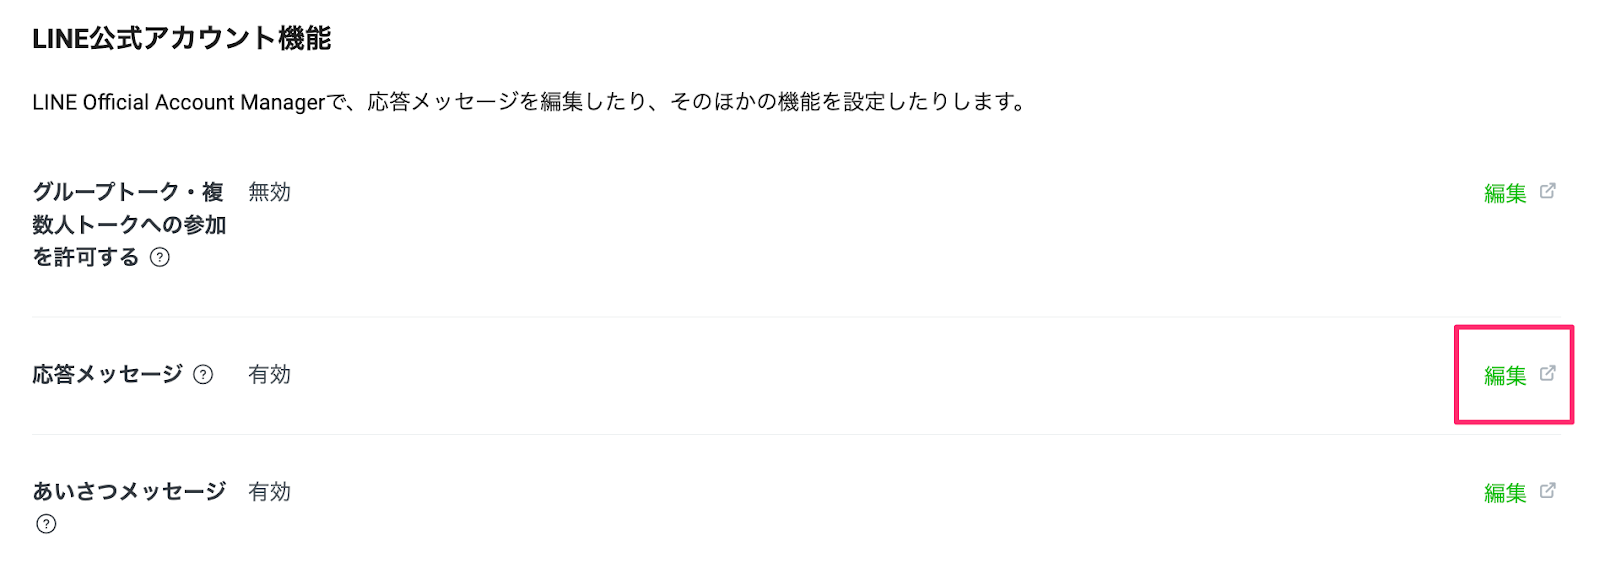 LINE公式アカウント機能
LINE Official Account Managerで、応答メッセージを編集したり、そのほかの機能を設定したりします。
グループトーク・複 無効 編集
数人トークへの参加
を許可する ?
応答メッセージ ? 有効 編集
あいさつメッセージ 有効 編集
?